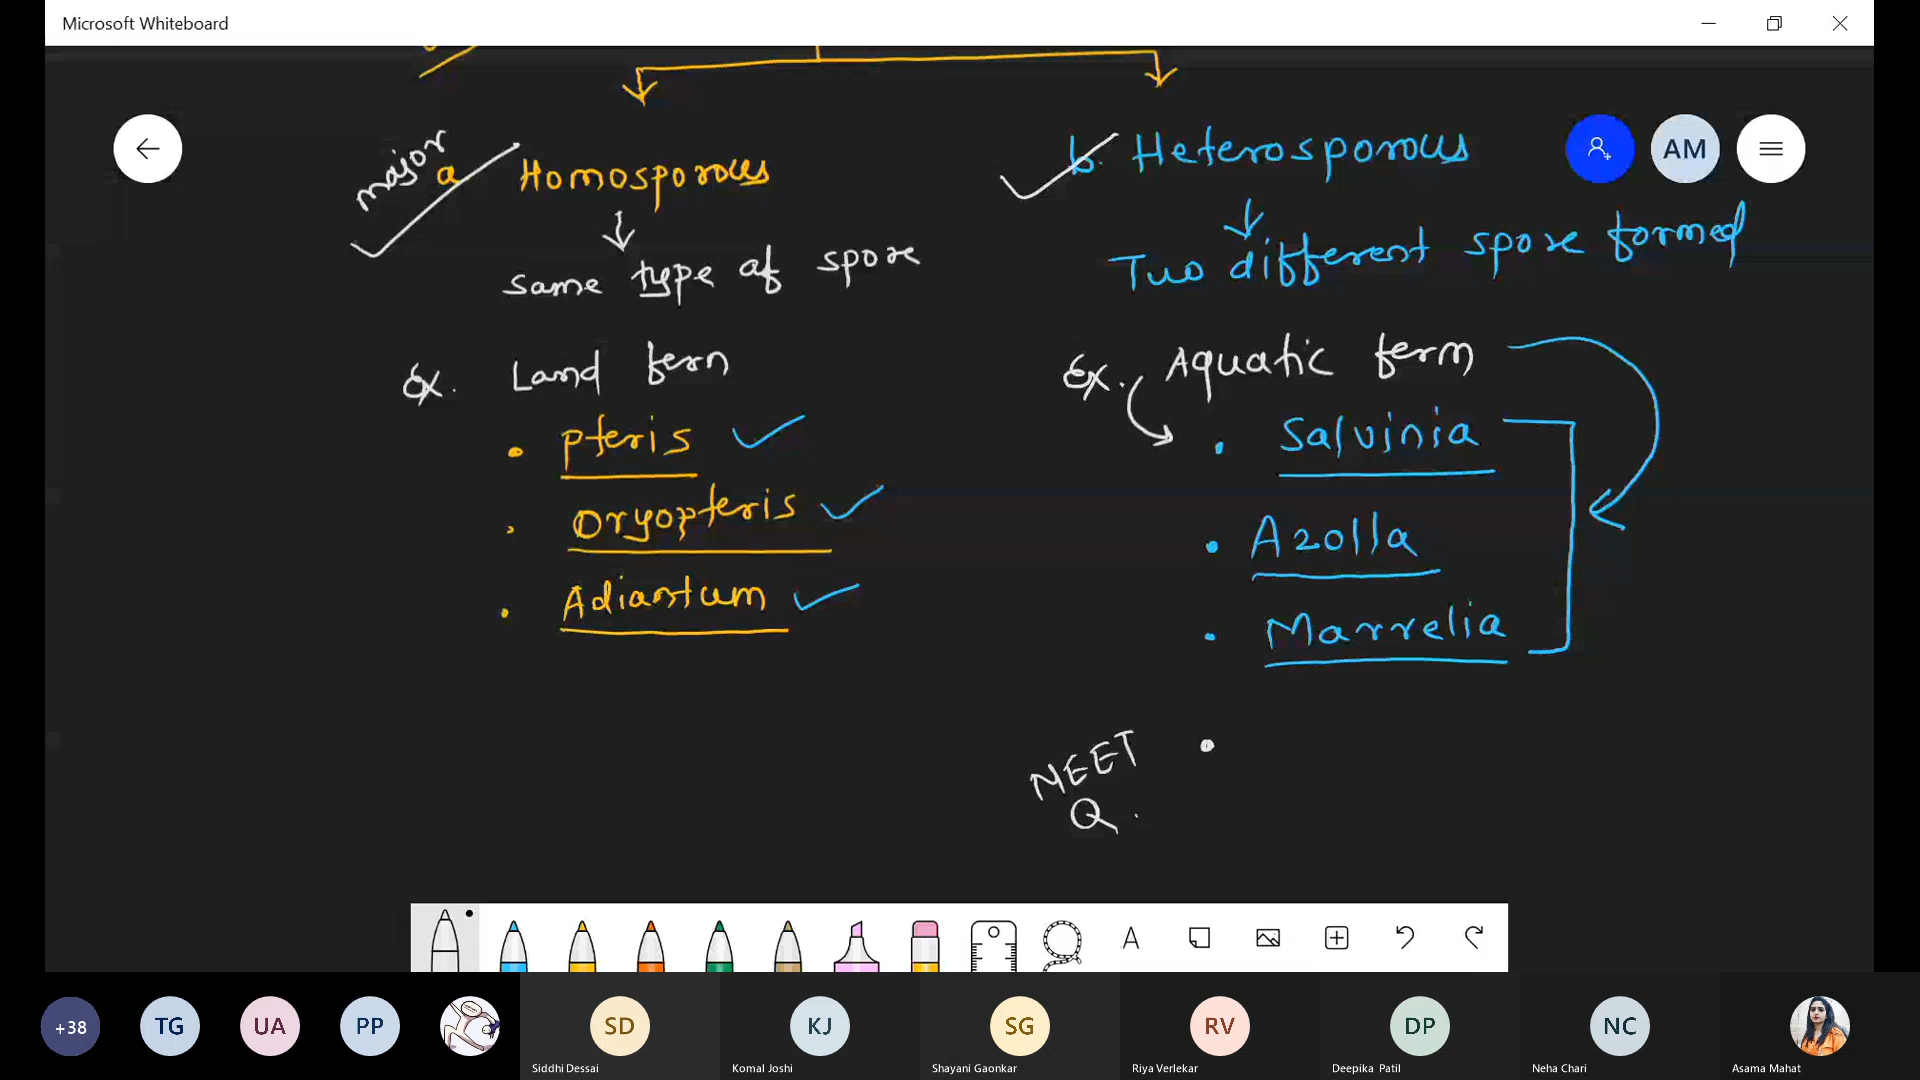 Microsoft Whiteboard
major a Homosporous
same type of spore
Ex. Land fern
• Pteris
• Dryopteris
• Adiantum
b. Heterosporous
Two different spore formed
Ex. Aquatic ferm
• Salvinia
• Azolla
• Marrelia
NEET
Q.
AM
A
+38
TG
UA
PP
SD
Siddhi Dessai
KJ
Komal Joshi
SG
Shayani Gaonkar
RV
Riya Verlekar
DP
Deepika Patil
NC
Neha Chari
Asama Mahat